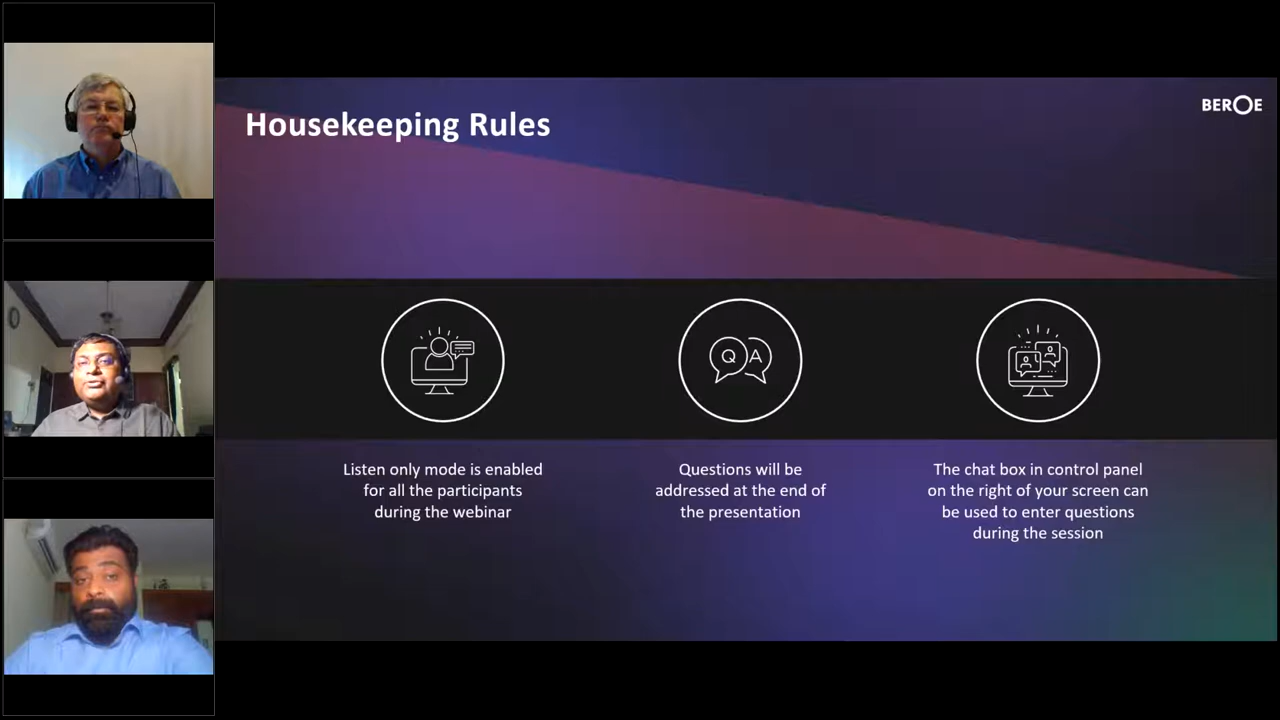 Housekeeping Rules
BEROE
Q A
Listen only mode is enabled
for all the participants
during the webinar
Questions will be
addressed at the end of
the presentation
The chat box in control panel
on the right of your screen can
be used to enter questions
during the session